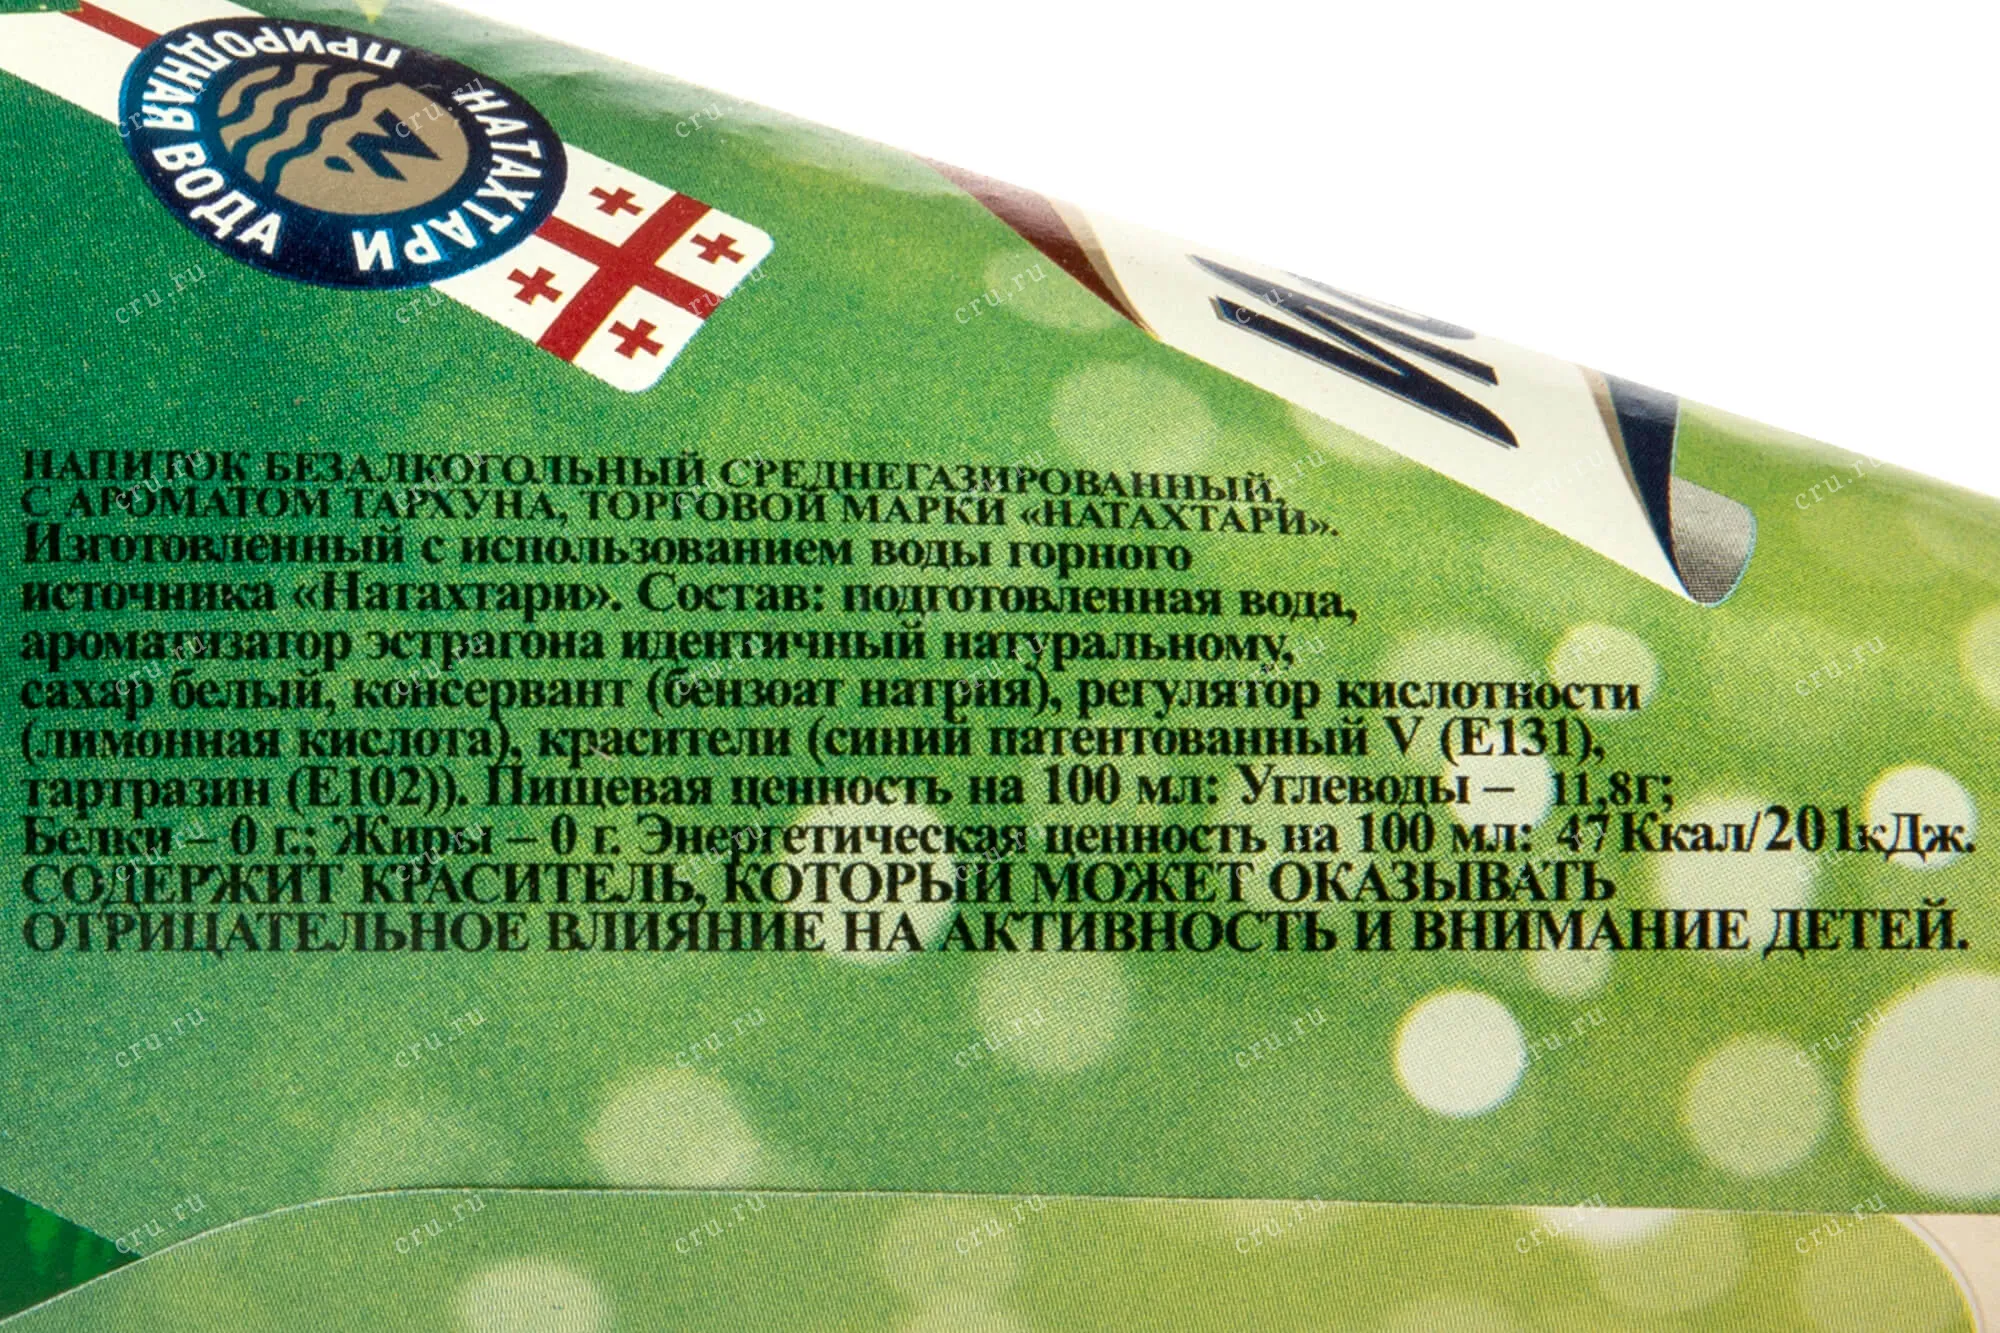 ПРИРОДНАЯ ВОДА
НАТАХТАРИ
НАПИТОК БЕЗАЛКОГОЛЬНЫЙ СРЕДНЕГАЗИРОВАННЫЙ,
С АРОМАТОМ ТАРХУНА, ТОРГОВОЙ МАРКИ «НАТАХТАРИ».
Изготовленный с использованием воды горного
источника «Натахтари». Состав: подготовленная вода,
ароматизатор эстрагона идентичный натуральному,
сахар белый, консервант (бензоат натрия), регулятор кислотности
(лимонная кислота), красители (синий патентованный V (E131),
тартразин (E102)). Пищевая ценность на 100 мл: Углеводы – 11,8г;
Белки – 0 г.; Жиры – 0 г. Энергетическая ценность на 100 мл: 47 Ккал/201кДж.
СОДЕРЖИТ КРАСИТЕЛЬ, КОТОРЫЙ МОЖЕТ ОКАЗЫВАТЬ
ОТРИЦАТЕЛЬНОЕ ВЛИЯНИЕ НА АКТИВНОСТЬ И ВНИМАНИЕ ДЕТЕЙ.
cru.ru